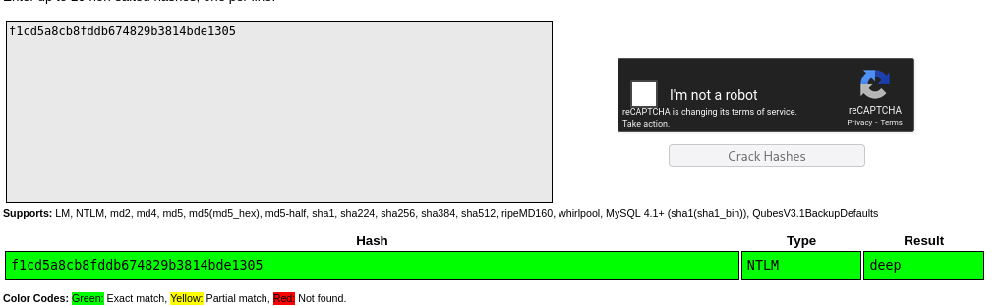 f1cd5a8cb8fddb674829b3814bde1305
I'm not a robot
reCAPTCHA is changing its terms of service.
Take action.
reCAPTCHA
Privacy - Terms
Crack Hashes
Supports: LM, NTLM, md2, md4, md5, md5(md5_hex), md5-half, sha1, sha224, sha256, sha384, sha512, ripeMD160, whirlpool, MySQL 4.1+ (sha1(sha1_bin)), QubesV3.1BackupDefaults
Hash Type Result
f1cd5a8cb8fddb674829b3814bde1305 NTLM deep
Color Codes: Green: Exact match, Yellow: Partial match, Red: Not found.